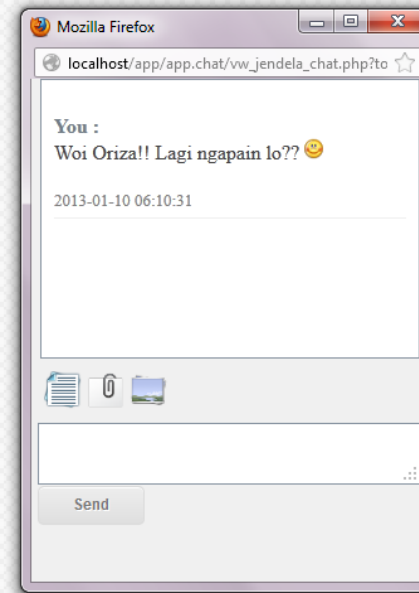 Mozilla Firefox
localhost/app/app.chat/vw_jendela_chat.php?to
You :
Woi Oriza!! Lagi ngapain lo??
2013-01-10 06:10:31
Send